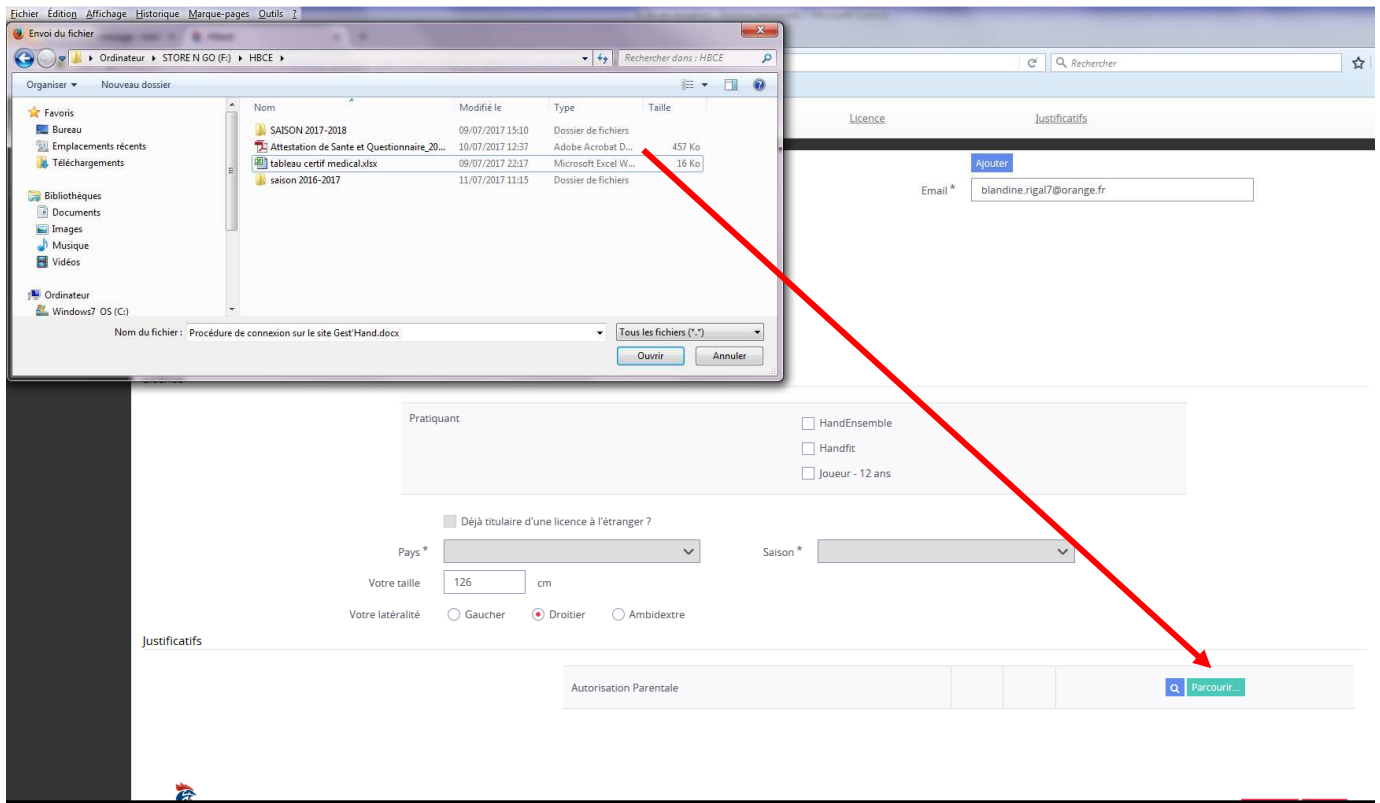 Fichier Édition Affichage Historique Marque-pages Outils ?
Envoi du fichier
Ordinateur STORE N GO (F:) HBCE
Rechercher dans : HBCE
Rechercher
Organiser Nouveau dossier
Licence Justificatifs
Favoris
Bureau
Emplacements récents
Téléchargements
Bibliothèques
Documents
Images
Musique
Vidéos
Ordinateur
Windows7_OS (C:)
Nom Modifié le Type Taille
SAISON 2017-2018 09/07/2017 15:10 Dossier de fichiers
Attestation de Sante et Questionnaire_20... 10/07/2017 12:37 Adobe Acrobat D... 457 Ko
tableau certif medical.xlsx 09/07/2017 22:17 Microsoft Excel W... 16 Ko
saison 2016-2017 11/07/2017 11:15 Dossier de fichiers
Nom du fichier : Procédure de connexion sur le site Gest'Hand.docx Tous les fichiers (*.*)
Ouvrir Annuler
Ajouter
Email * blandine.rigal7@orange.fr
Pratiquant
HandEnsemble
Handfit
Joueur - 12 ans
Déjà titulaire d'une licence à l'étranger ?
Pays * Saison *
Votre taille 126 cm
Votre latéralité Gaucher Droitier Ambidextre
Justificatifs
Autorisation Parentale Parcourir...